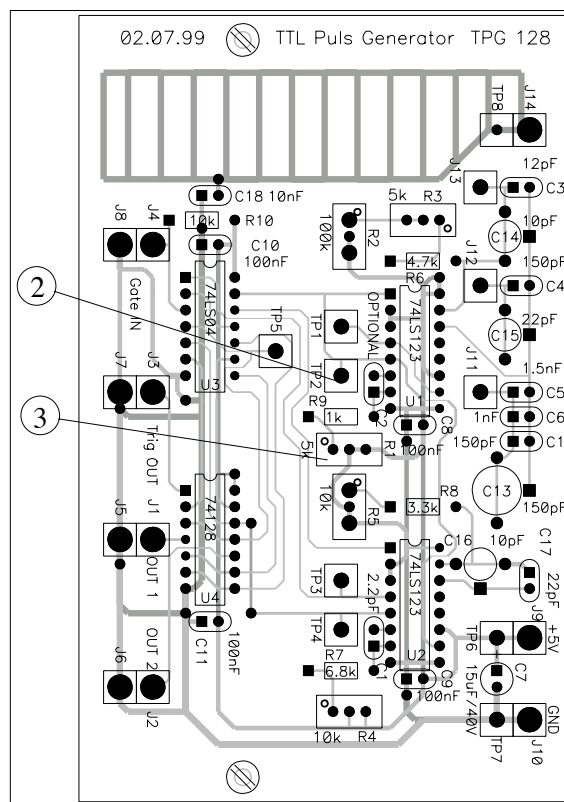 02.07.99 TTL Puls Generator TPG 128
TP8
J14
12pF
C18 10nF
J13
C3
J8
J4
10k
R10
5k
R3
10pF
C10
100nF
100k
R2
C14
4.7k
J12
150pF
R6
C4
2
Gate IN
74LS04
TP5
TP1
OPTIONAL
74LS123
22pF
C15
J7
J3
U3
TP2
J11
1.5nF
C5
U1
R9
1k
C2
C8
1nF
C6
3
Trig OUT
5k
R1
100nF
150pF
C1
J5
J1
74128
10k
R5
3.3k
R8
C13
150pF
C16
10pF
C17
OUT 1
U4
TP3
2.2pF
74LS123
22pF
J9
C11
100nF
TP4
TP6
+5V
J6
OUT 2
R7
6.8k
C1
U2
C9
100nF
15uF/40V
C7
J2
10k
R4
TP7
GND
J10